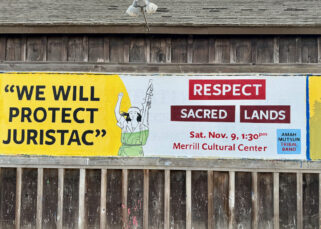 "WE WILL
PROTECT
JURISTAC"
RESPECT
SACRED LANDS
Sat. Nov. 9, 1:30pm
Merrill Cultural Center
AMAH
MUTSUN
TRIBAL
BAND